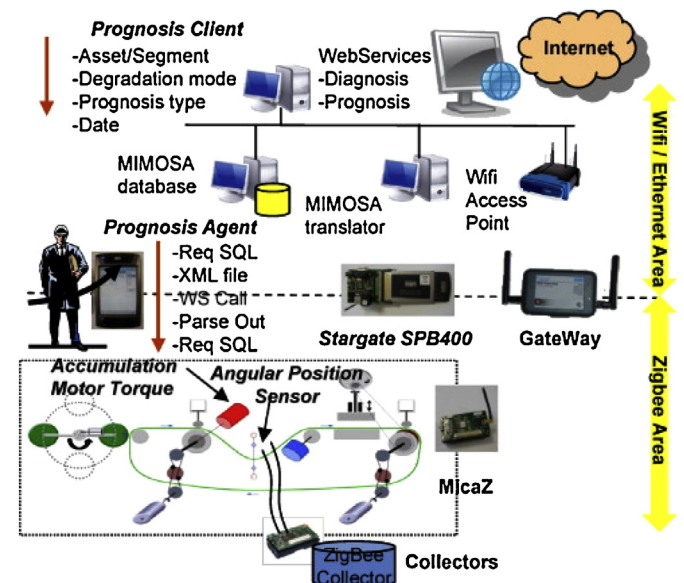 Prognosis Client
-Asset/Segment
-Degradation mode
-Prognosis type
-Date
WebServices
-Diagnosis
-Prognosis
Internet
MIMOSA
database
MIMOSA
translator
Wifi
Access
Point
Wifi / Ethernet Area
Prognosis Agent
-Req SQL
-XML file
-WS Call
-Parse Out
-Req SQL
Stargate SPB400
GateWay
Zigbee Area
Accumulation
Motor Torque
Angular Position
Sensor
MicaZ
ZigBee
Collector
Collectors